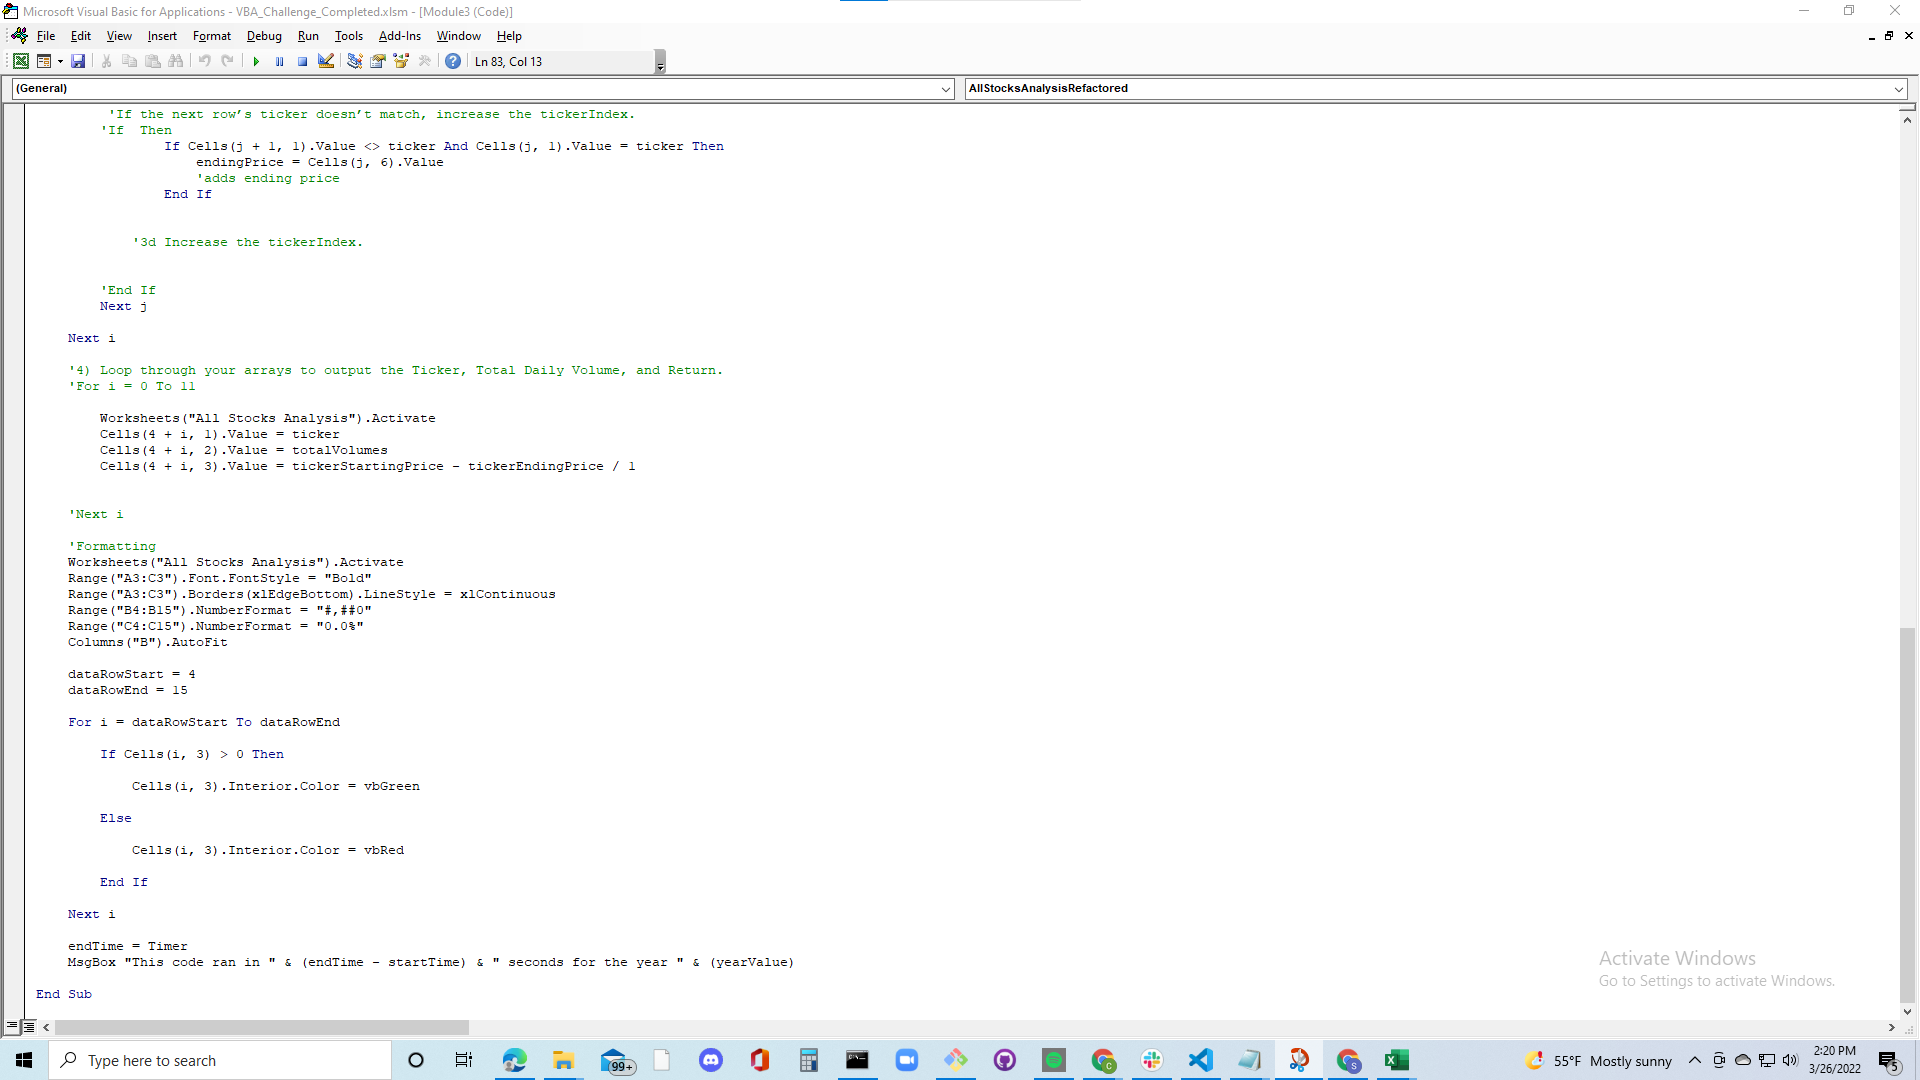 Microsoft Visual Basic for Applications - VBA_Challenge_Completed.xlsm - [Module3 (Code)]
File Edit View Insert Format Debug Run Tools Add-Ins Window Help
Ln 83, Col 13
(General) AllStocksAnalysisRefactored
'If the next row’s ticker doesn’t match, increase the tickerIndex.
'If  Then
If Cells(j + 1, 1).Value <> ticker And Cells(j, 1).Value = ticker Then
endingPrice = Cells(j, 6).Value
'adds ending price
End If
'3d Increase the tickerIndex.
'End If
Next j
Next i
'4) Loop through your arrays to output the Ticker, Total Daily Volume, and Return.
'For i = 0 To 11
Worksheets("All Stocks Analysis").Activate
Cells(4 + i, 1).Value = ticker
Cells(4 + i, 2).Value = totalVolumes
Cells(4 + i, 3).Value = tickerStartingPrice - tickerEndingPrice / 1
'Next i
'Formatting
Worksheets("All Stocks Analysis").Activate
Range("A3:C3").Font.FontStyle = "Bold"
Range("A3:C3").Borders(xlEdgeBottom).LineStyle = xlContinuous
Range("B4:B15").NumberFormat = "#,##0"
Range("C4:C15").NumberFormat = "0.0%"
Columns("B").AutoFit
dataRowStart = 4
dataRowEnd = 15
For i = dataRowStart To dataRowEnd
If Cells(i, 3) > 0 Then
Cells(i, 3).Interior.Color = vbGreen
Else
Cells(i, 3).Interior.Color = vbRed
End If
Next i
endTime = Timer
MsgBox "This code ran in " & (endTime - startTime) & " seconds for the year " & (yearValue)
End Sub
Activate Windows
Go to Settings to activate Windows.
Type here to search
99+
C
S
55°F Mostly sunny
2:20 PM
3/26/2022
5